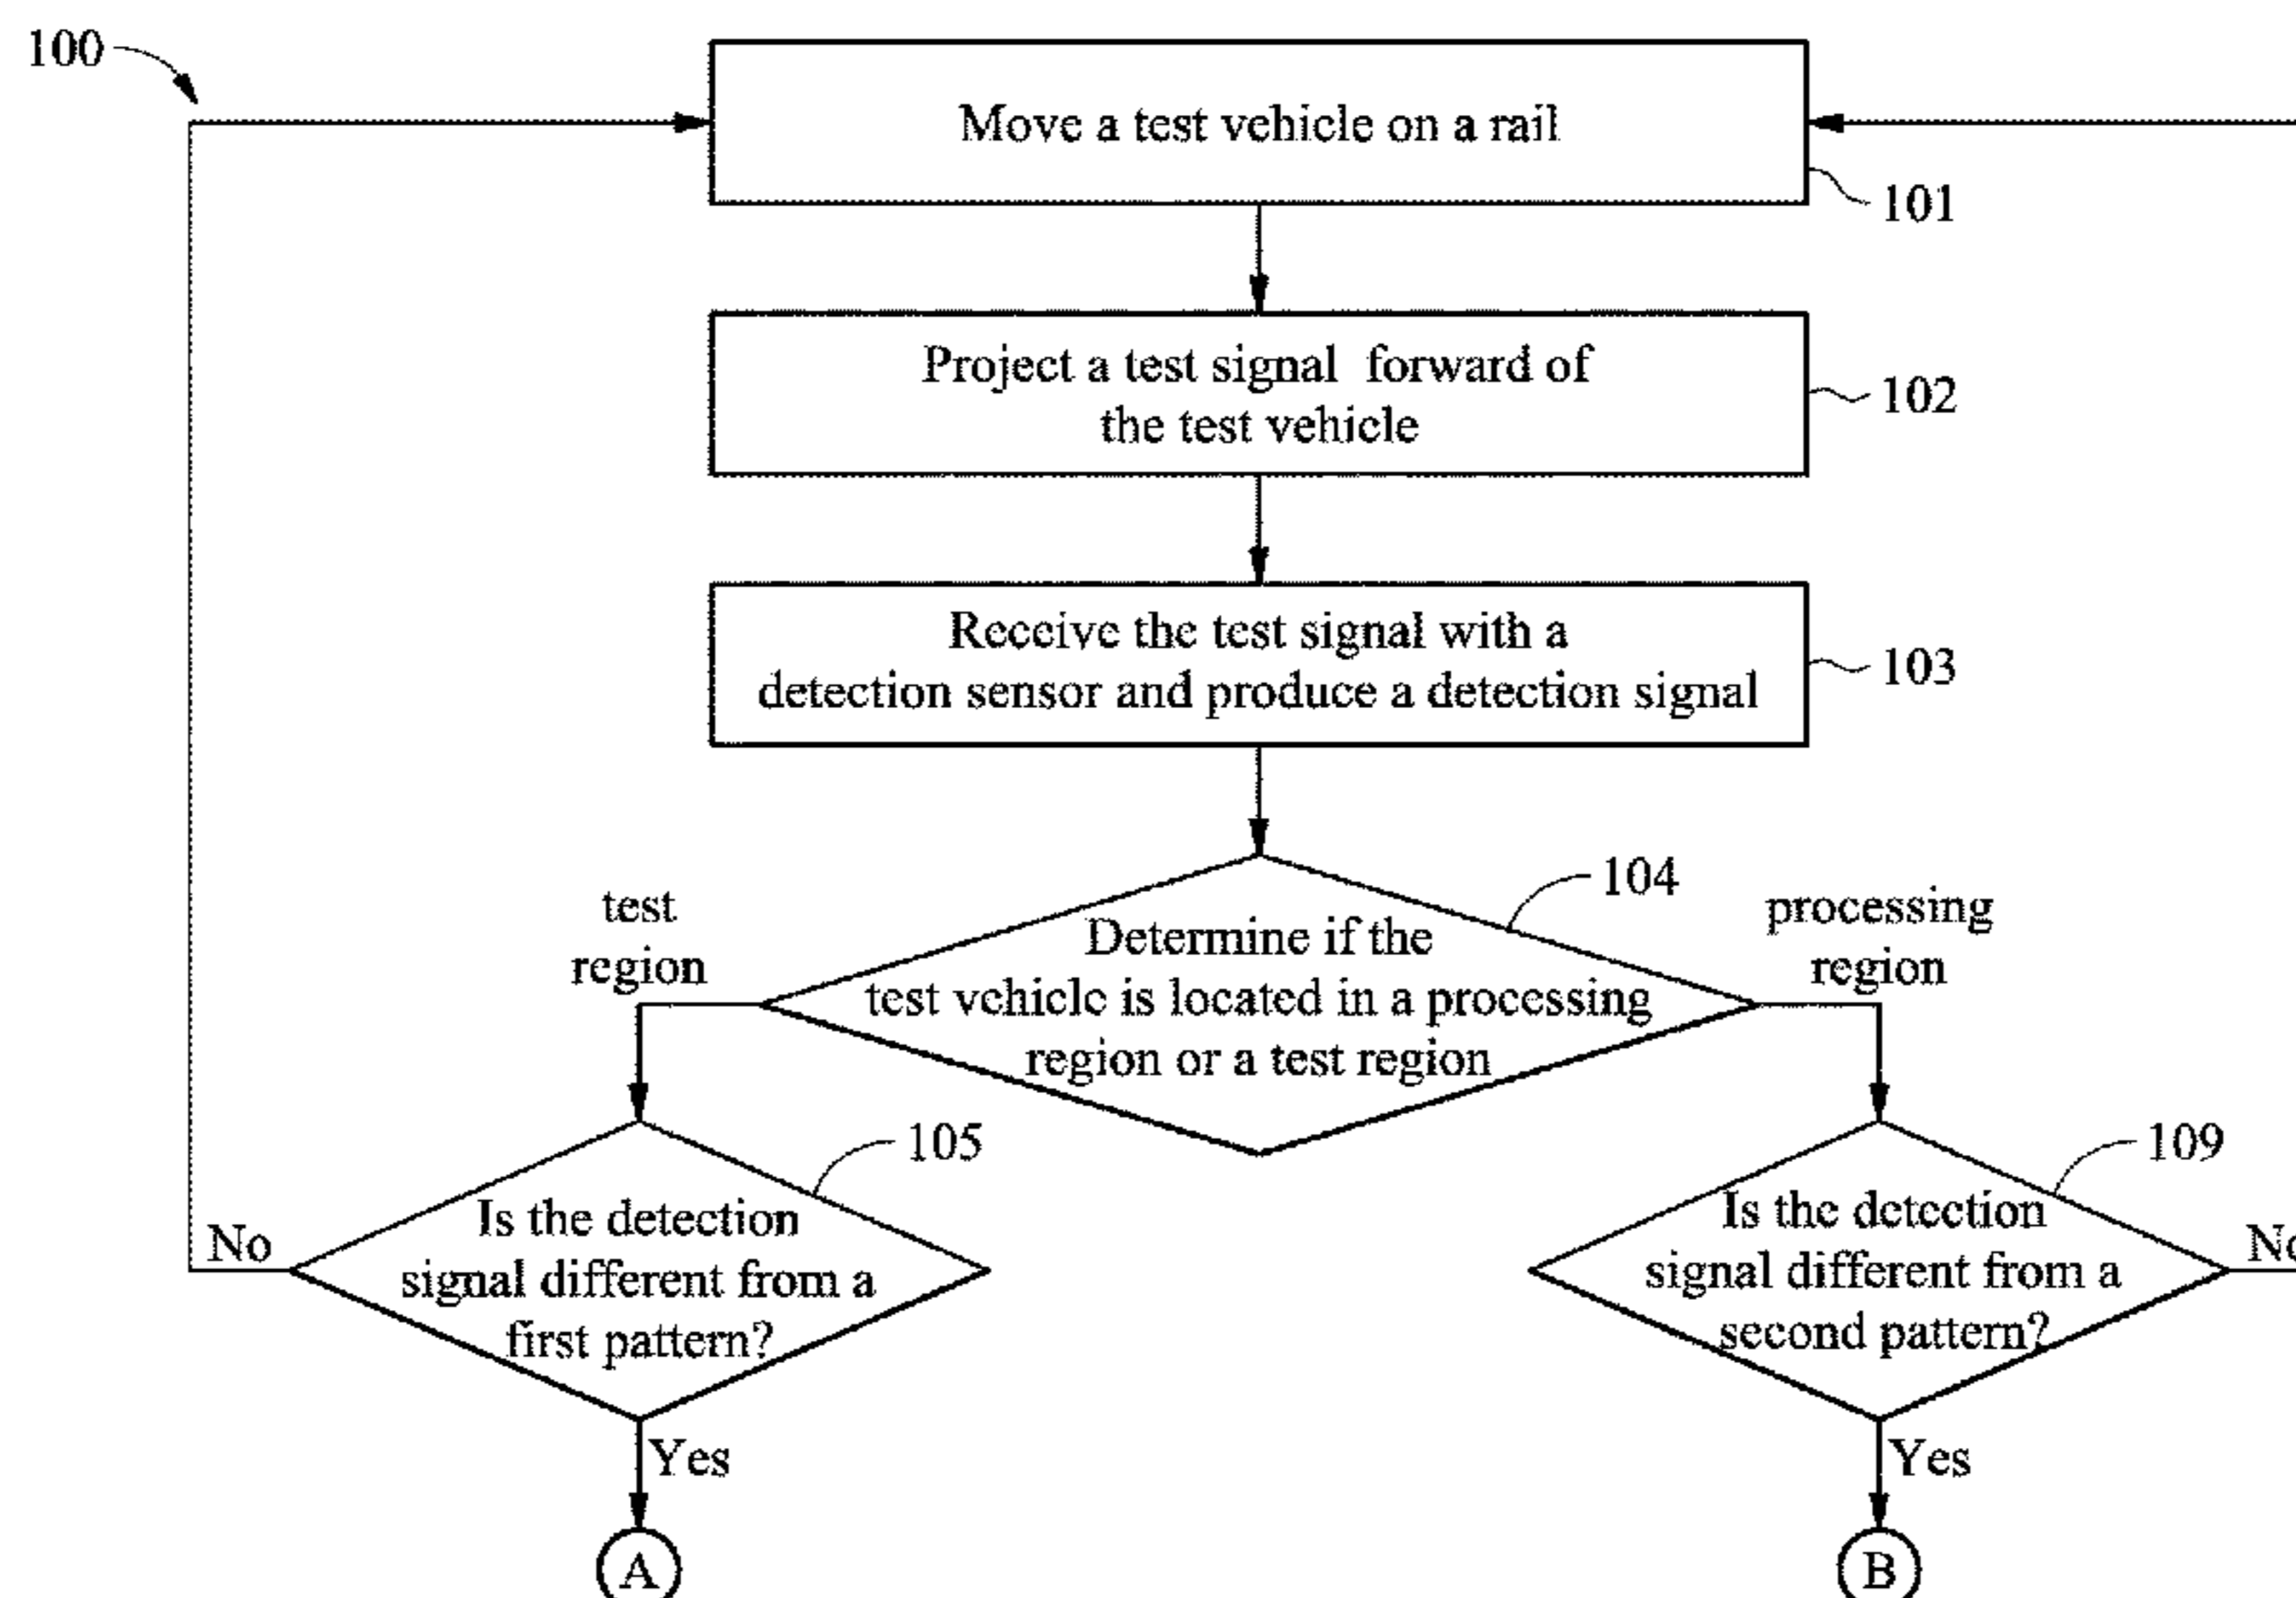 100
Move a test vehicle on a rail
101
Project a test signal forward of
the test vehicle
102
Receive the test signal with a
detection sensor and produce a detection signal
103
104
test
region
processing
region
Determine if the
test vehicle is located in a processing
region or a test region
105
109
Is the detection
signal different from a
first pattern?
No
Is the detection
signal different from a
second pattern?
No
Yes
Yes
A
B